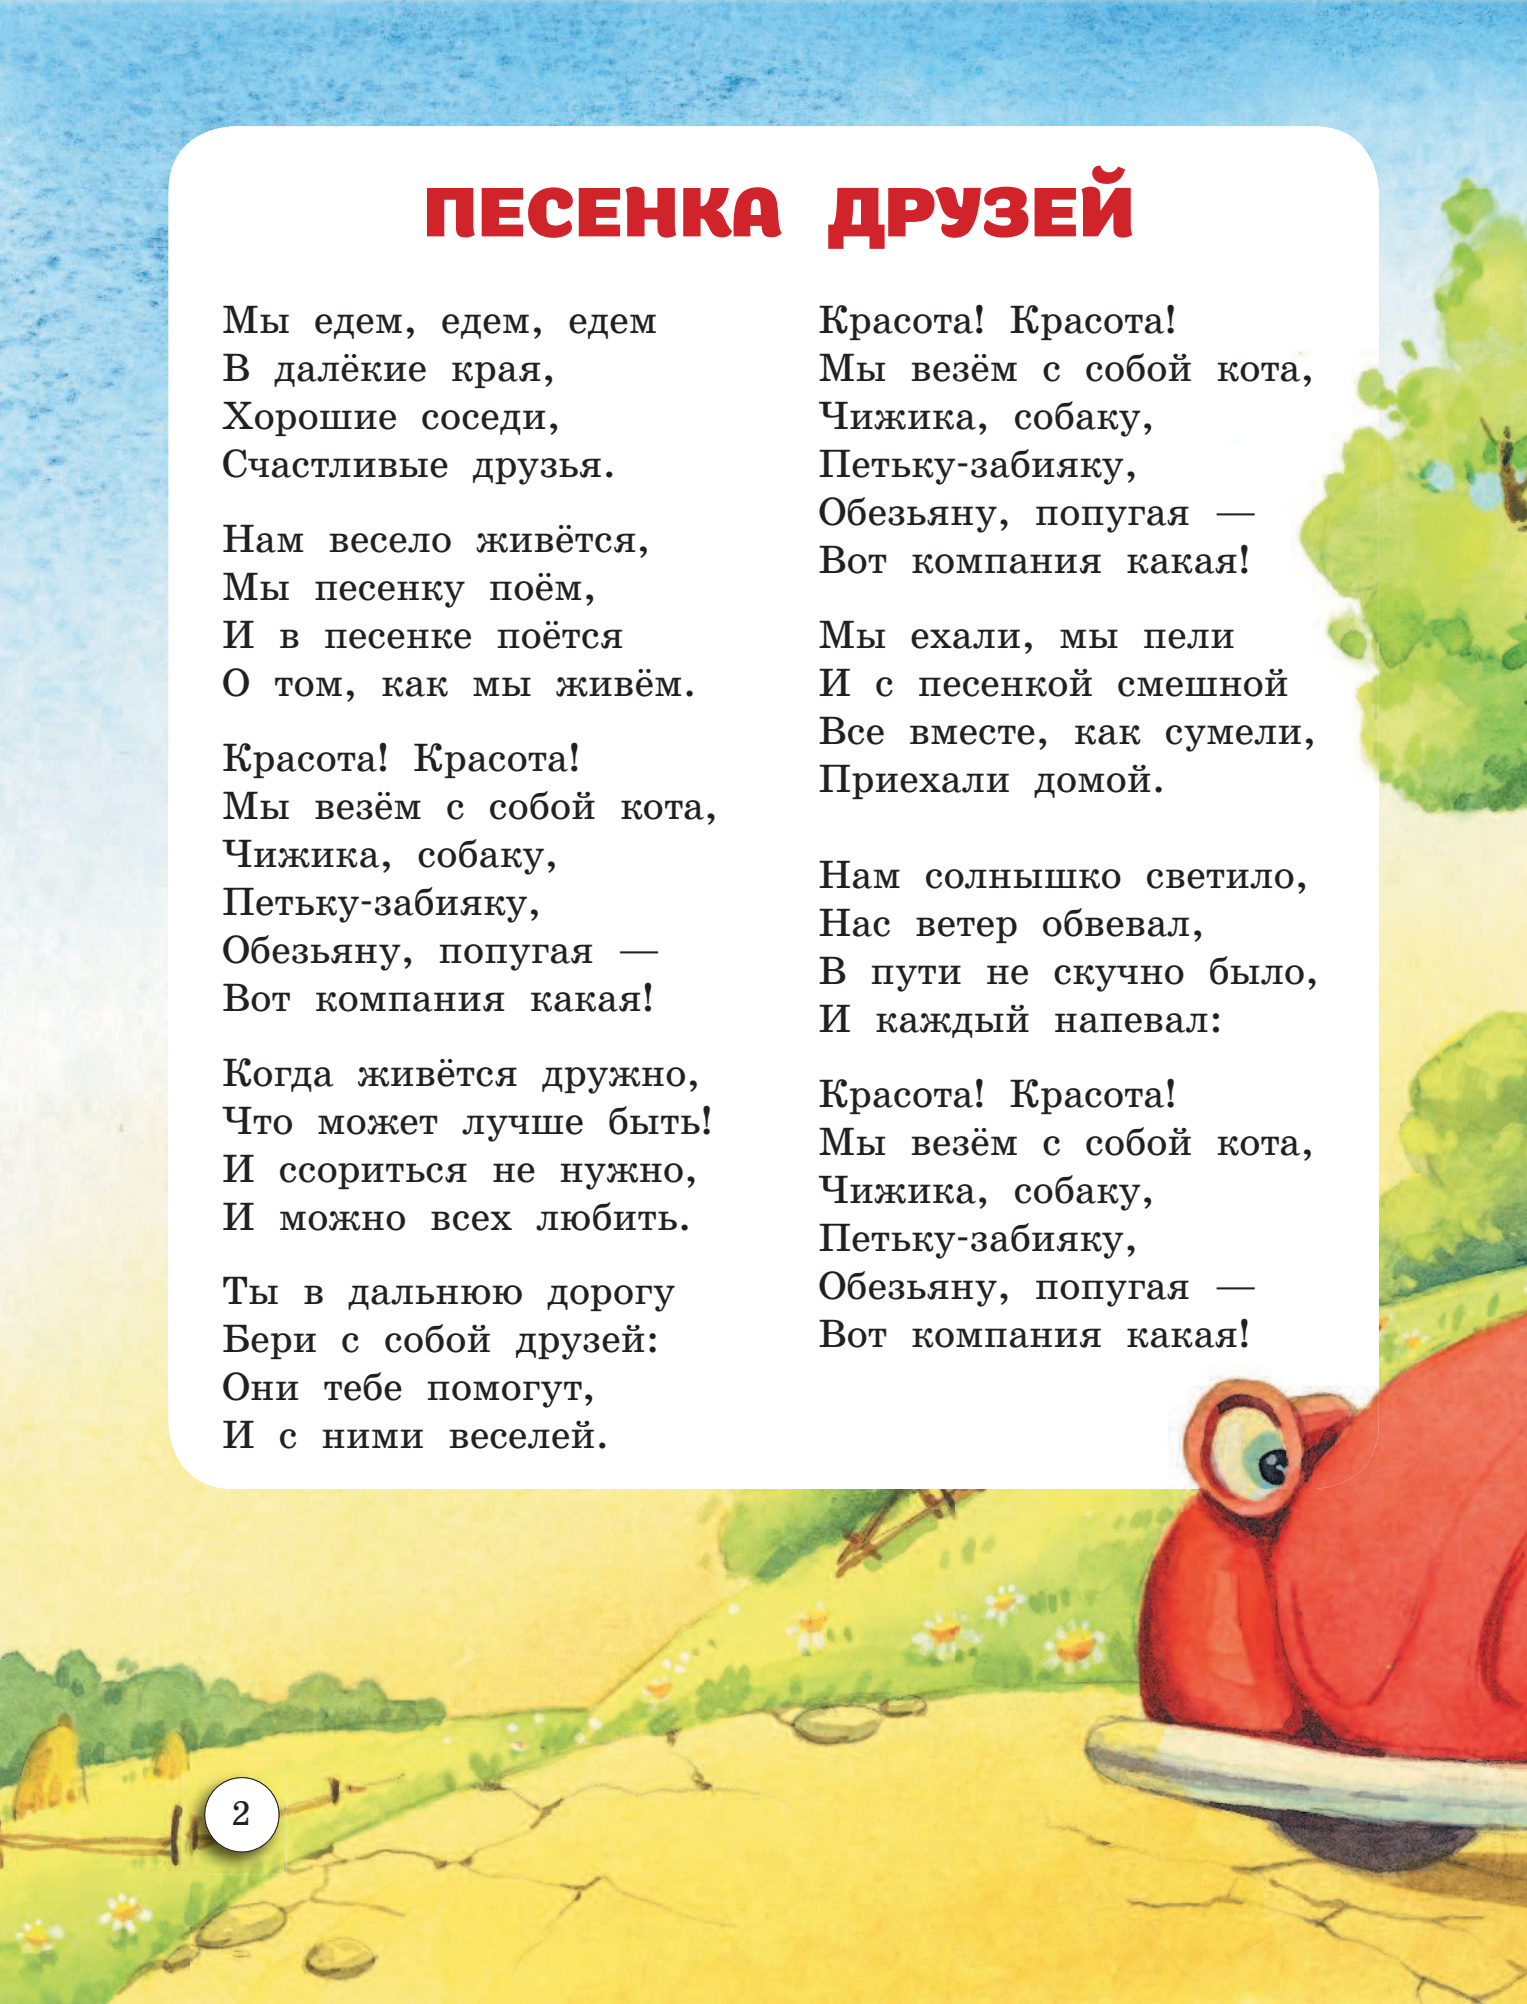 ПЕСЕНКА ДРУЗЕЙ
Мы едем, едем, едем
В далёкие края,
Хорошие соседи,
Счастливые друзья.
Нам весело живётся,
Мы песенку поём,
И в песенке поётся
О том, как мы живём.
Красота! Красота!
Мы везём с собой кота,
Чижика, собаку,
Петьку-забияку,
Обезьяну, попугая —
Вот компания какая!
Когда живётся дружно,
Что может лучше быть!
И ссориться не нужно,
И можно всех любить.
Ты в дальнюю дорогу
Бери с собой друзей:
Они тебе помогут,
И с ними веселей.
Красота! Красота!
Мы везём с собой кота,
Чижика, собаку,
Петьку-забияку,
Обезьяну, попугая —
Вот компания какая!
Мы ехали, мы пели
И с песенкой смешной
Все вместе, как сумели,
Приехали домой.
Нам солнышко светило,
Нас ветер обвевал,
В пути не скучно было,
И каждый напевал:
Красота! Красота!
Мы везём с собой кота,
Чижика, собаку,
Петьку-забияку,
Обезьяну, попугая —
Вот компания какая!
2